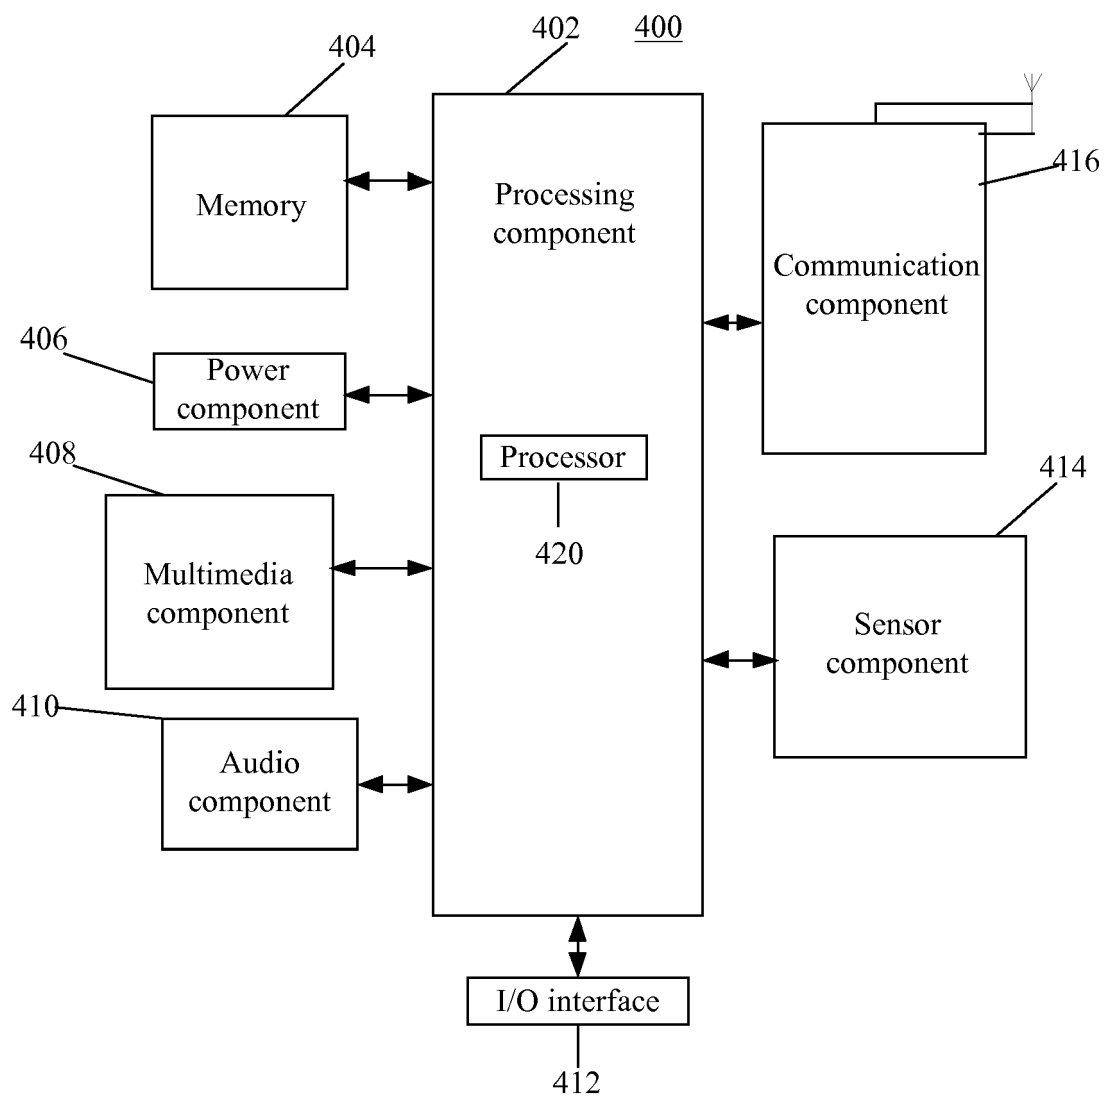 400
402
404
Memory
Processing
component
416
Communication
component
406
Power
component
408
Processor
420
414
Multimedia
component
Sensor
component
410
Audio
component
I/O interface
412